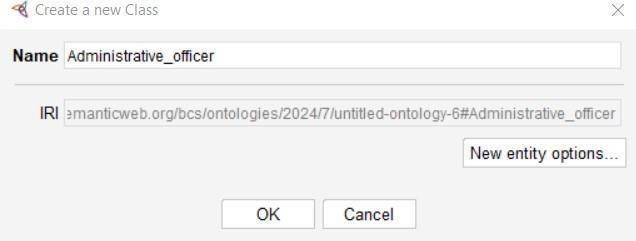 Create a new Class
Name Administrative_officer
IRI emanticweb.org/bcs/ontologies/2024/7/untitled-ontology-6#Administrative_officer
New entity options...
OK Cancel